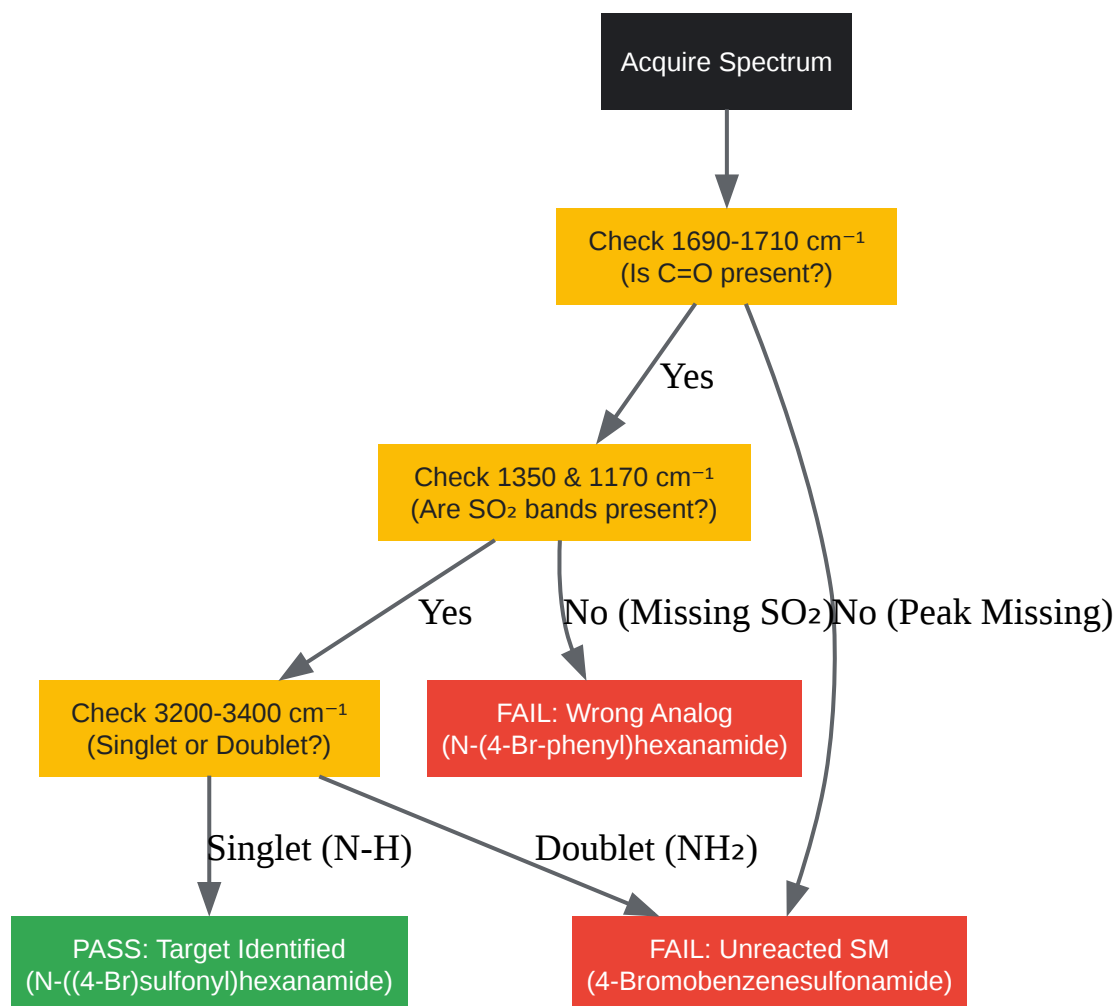 Acquire Spectrum
Check 1690-1710 cm⁻¹
(Is C=O present?)
Yes
Check 1350 & 1170 cm⁻¹
(Are SO₂ bands present?)
Yes
No (Missing SO₂)
No (Peak Missing)
Check 3200-3400 cm⁻¹
(Singlet or Doublet?)
FAIL: Wrong Analog
(N-(4-Br-phenyl)hexanamide)
Singlet (N-H)
Doublet (NH₂)
PASS: Target Identified
(N-((4-Br)sulfonyl)hexanamide)
FAIL: Unreacted SM
(4-Bromobenzenesulfonamide)